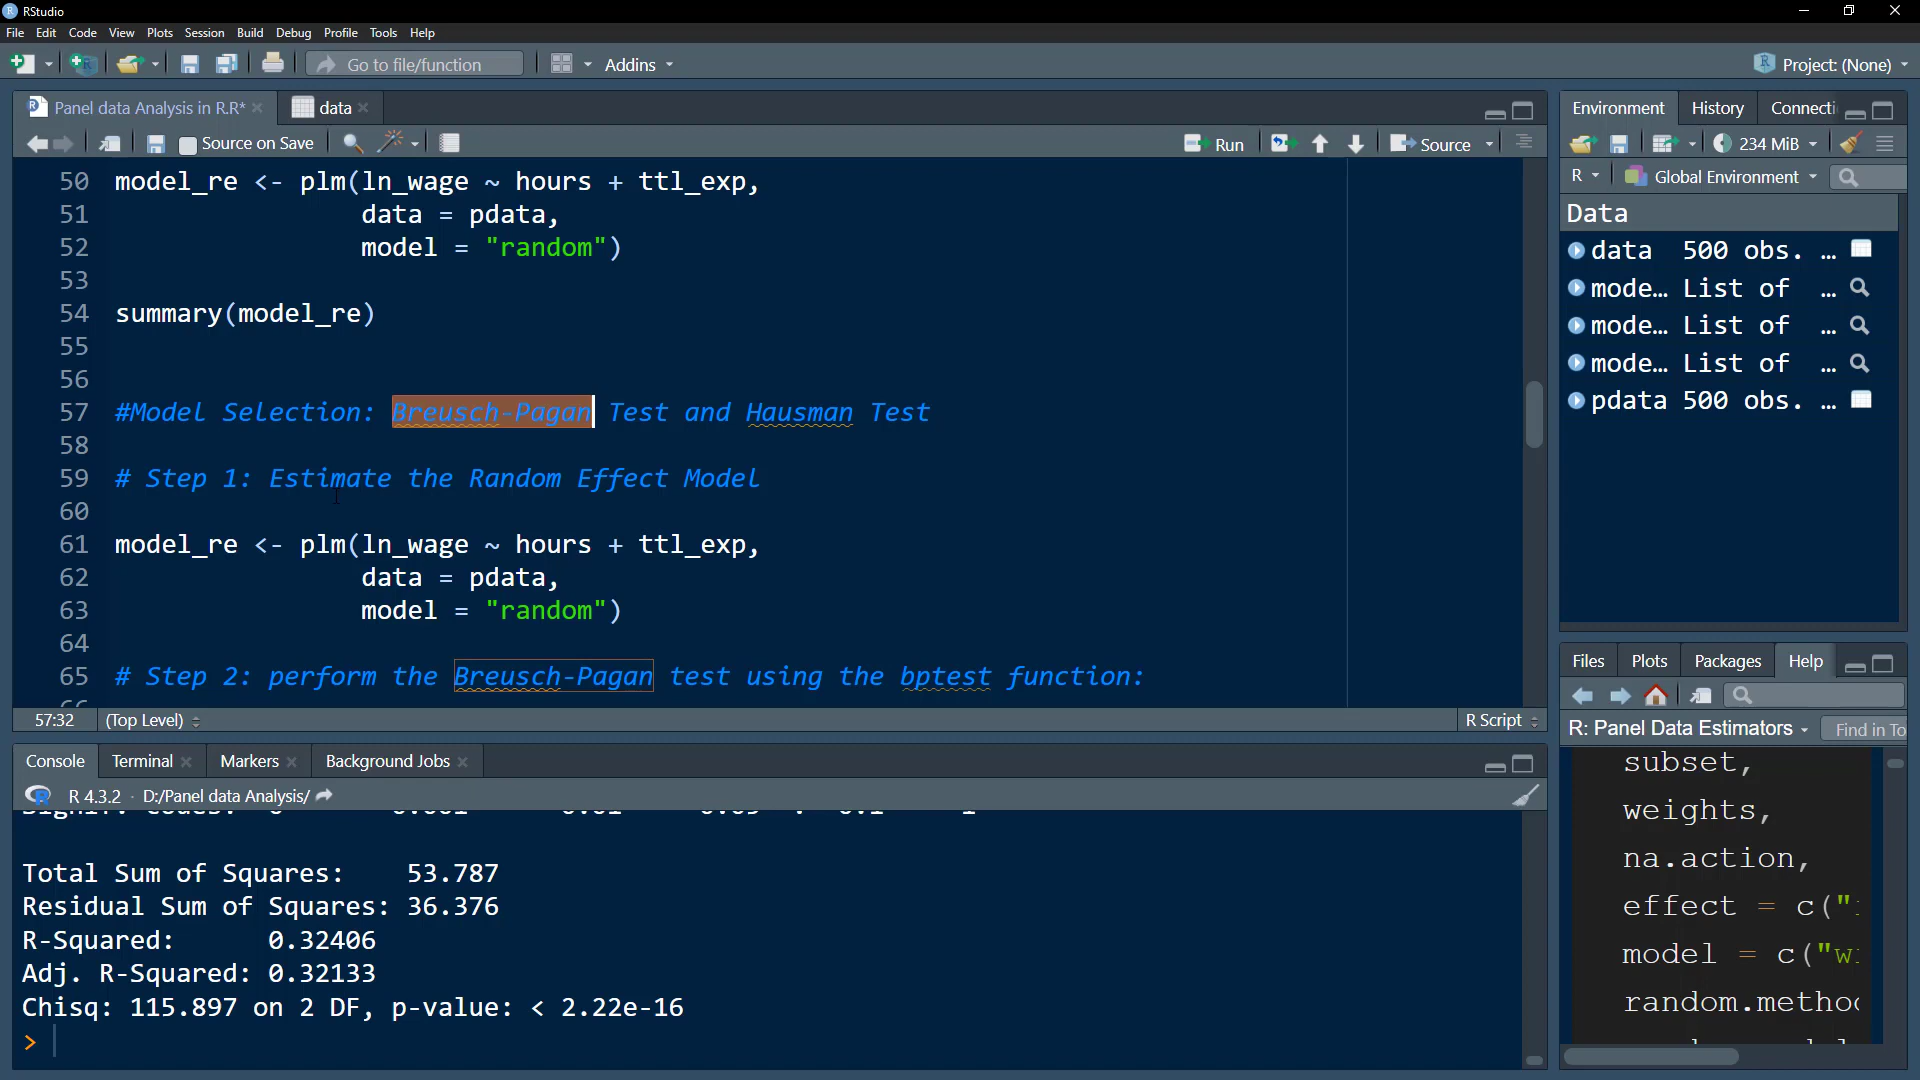 RStudio
File Edit Code View Plots Session Build Debug Profile Tools Help
Go to file/function Addins Project: (None)
Panel data Analysis in R.R* data
Source on Save Run Source
50 model_re <- plm(ln_wage ~ hours + ttl_exp,
51 data = pdata,
52 model = "random")
53
54 summary(model_re)
55
56
57 #Model Selection: Breusch-Pagan Test and Hausman Test
58
59 # Step 1: Estimate the Random Effect Model
60
61 model_re <- plm(ln_wage ~ hours + ttl_exp,
62 data = pdata,
63 model = "random")
64
65 # Step 2: perform the Breusch-Pagan test using the bptest function:
57:32 (Top Level) R Script
Console Terminal Markers Background Jobs
R 4.3.2 · D:/Panel data Analysis/
Total Sum of Squares: 53.787
Residual Sum of Squares: 36.376
R-Squared: 0.32406
Adj. R-Squared: 0.32133
Chisq: 115.897 on 2 DF, p-value: < 2.22e-16
>
Environment History Connecti
234 MiB
R Global Environment
Data
data 500 obs. …
mode… List of …
mode… List of …
mode… List of …
pdata 500 obs. …
Files Plots Packages Help
R: Panel Data Estimators Find in To
subset,
weights,
na.action,
effect = c("
model = c("w
random.metho